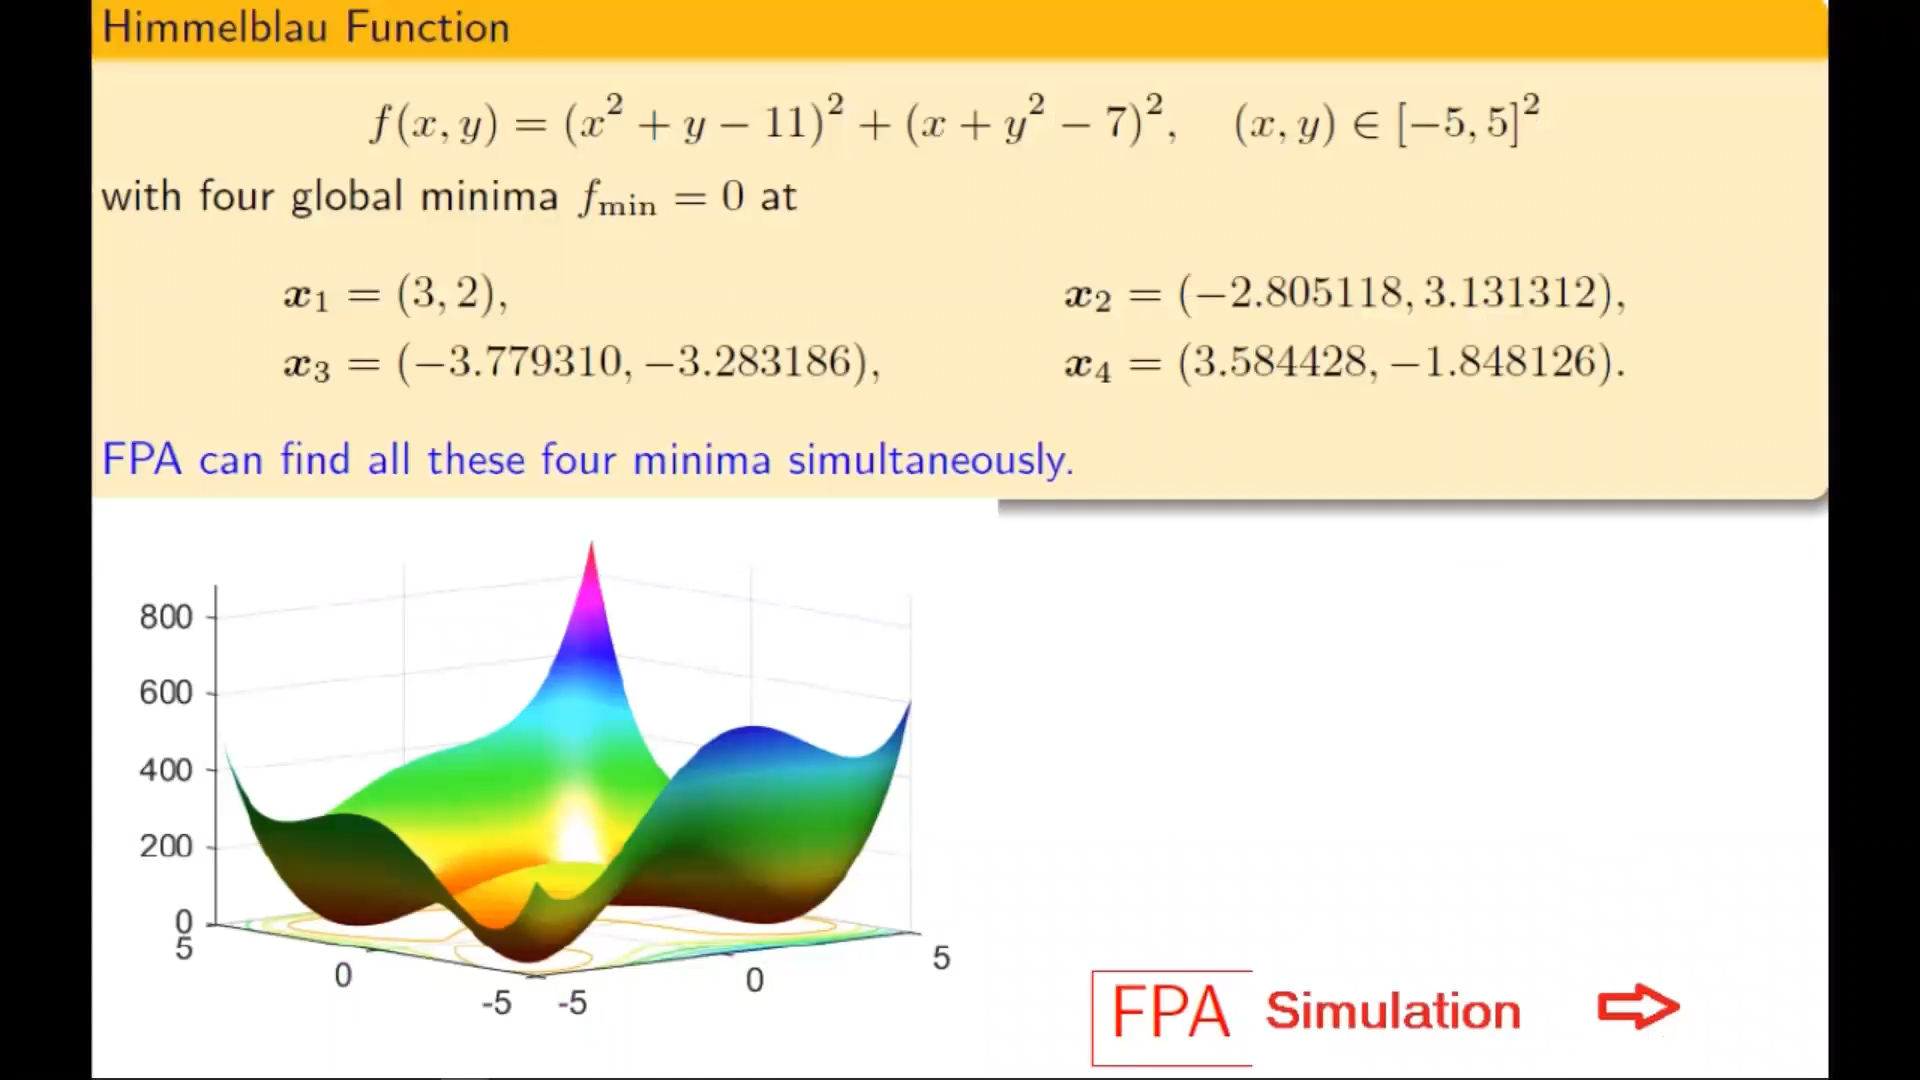 Himmelblau Function
f(x, y) = (x² + y − 11)² + (x + y² − 7)², (x, y) ∈ [−5, 5]²
with four global minima fmin = 0 at
x1 = (3, 2), x2 = (−2.805118, 3.131312),
x3 = (−3.779310, −3.283186), x4 = (3.584428, −1.848126).
FPA can find all these four minima simultaneously.
800
600
400
200
0
5
0
-5
-5
0
5
FPA Simulation